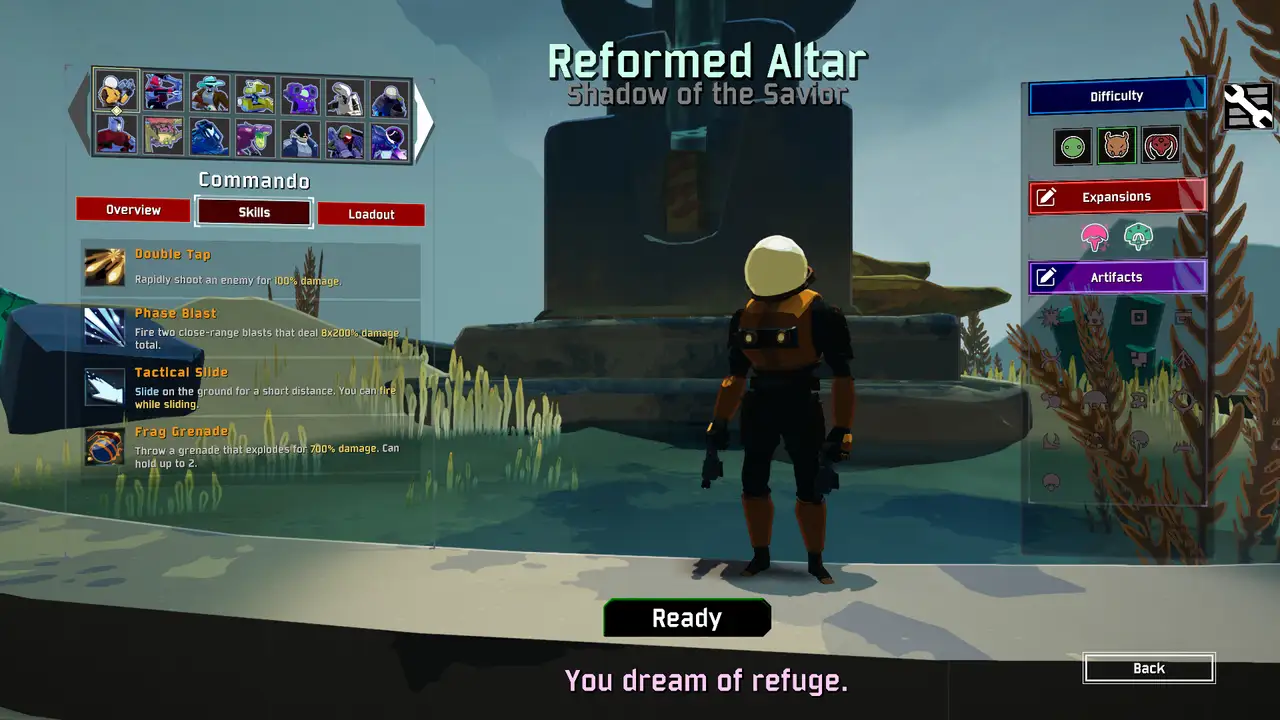 Reformed Altar
Shadow of the Savior
Commando
Overview
Skills
Loadout
Double Tap
Rapidly shoot an enemy for 100% damage.
Phase Blast
Fire two close-range blasts that deal 8x200% damage
total.
Tactical Slide
Slide on the ground for a short distance. You can fire
while sliding.
Frag Grenade
Throw a grenade that explodes for 700% damage. Can
hold up to 2.
Difficulty
Expansions
Artifacts
Ready
You dream of refuge.
Back